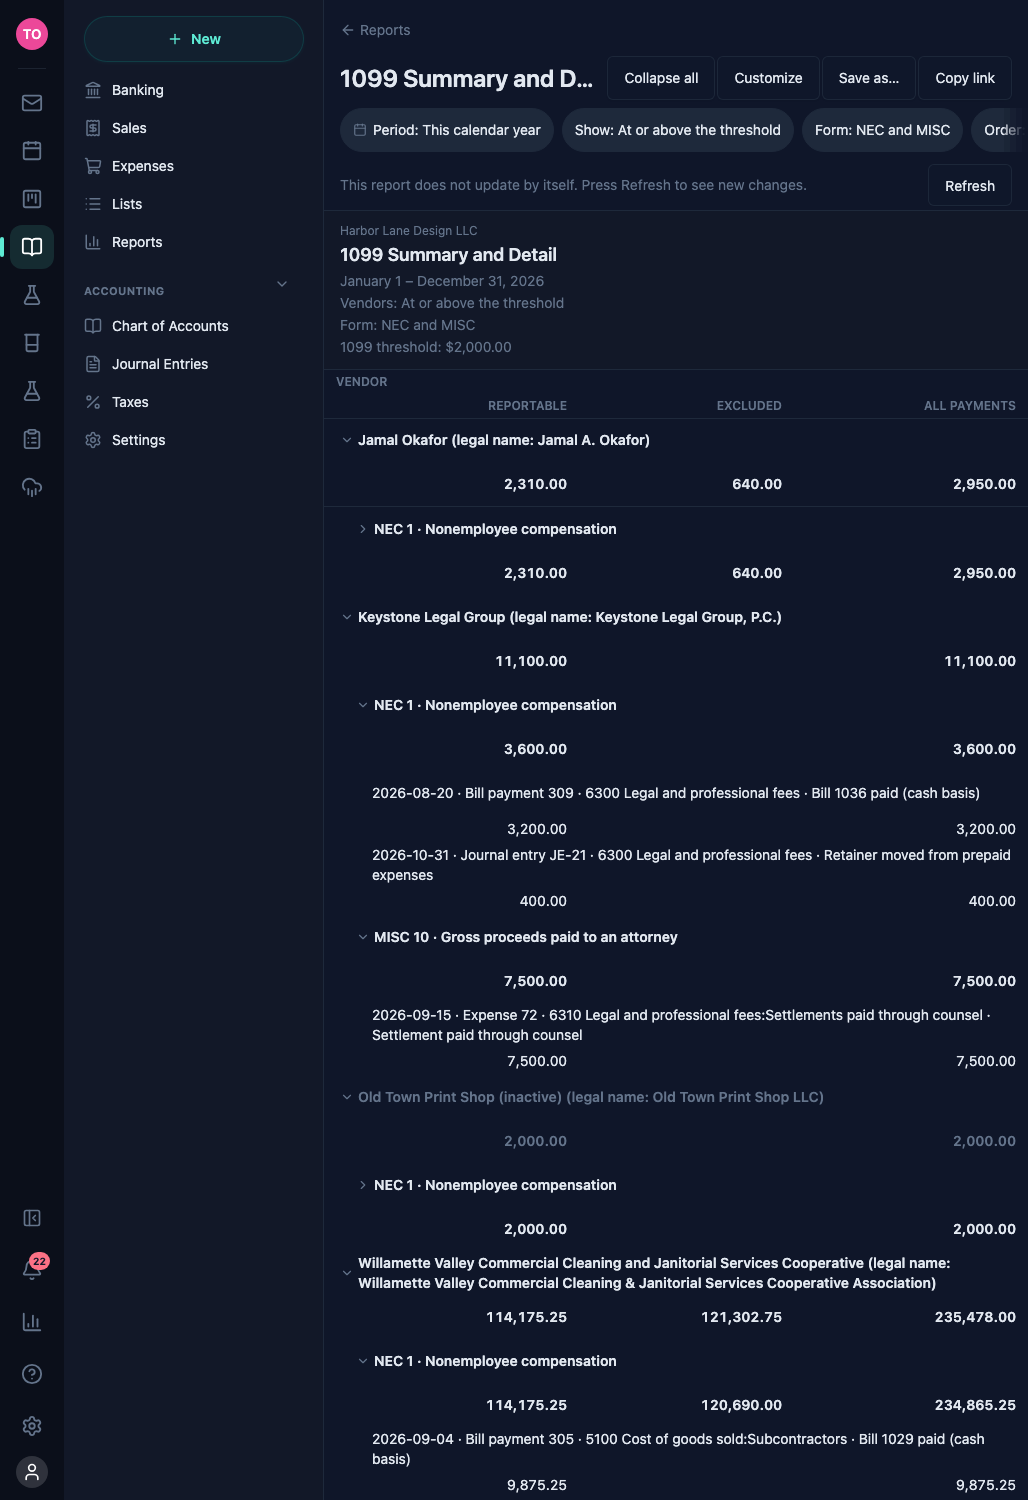 TO
New
Banking
Sales
Expenses
Lists
Reports
ACCOUNTING
Chart of Accounts
Journal Entries
Taxes
Settings
22
Reports
1099 Summary and D...
Collapse all
Customize
Save as...
Copy link
Period: This calendar year
Show: At or above the threshold
Form: NEC and MISC
Order
This report does not update by itself. Press Refresh to see new changes.
Refresh
Harbor Lane Design LLC
1099 Summary and Detail
January 1 – December 31, 2026
Vendors: At or above the threshold
Form: NEC and MISC
1099 threshold: $2,000.00
VENDOR
REPORTABLE EXCLUDED ALL PAYMENTS
Jamal Okafor (legal name: Jamal A. Okafor)
2,310.00 640.00 2,950.00
NEC 1 · Nonemployee compensation
2,310.00 640.00 2,950.00
Keystone Legal Group (legal name: Keystone Legal Group, P.C.)
11,100.00 11,100.00
NEC 1 · Nonemployee compensation
3,600.00 3,600.00
2026-08-20 · Bill payment 309 · 6300 Legal and professional fees · Bill 1036 paid (cash basis)
3,200.00 3,200.00
2026-10-31 · Journal entry JE-21 · 6300 Legal and professional fees · Retainer moved from prepaid
expenses
400.00 400.00
MISC 10 · Gross proceeds paid to an attorney
7,500.00 7,500.00
2026-09-15 · Expense 72 · 6310 Legal and professional fees:Settlements paid through counsel ·
Settlement paid through counsel
7,500.00 7,500.00
Old Town Print Shop (inactive) (legal name: Old Town Print Shop LLC)
2,000.00 2,000.00
NEC 1 · Nonemployee compensation
2,000.00 2,000.00
Willamette Valley Commercial Cleaning and Janitorial Services Cooperative (legal name:
Willamette Valley Commercial Cleaning & Janitorial Services Cooperative Association)
114,175.25 121,302.75 235,478.00
NEC 1 · Nonemployee compensation
114,175.25 120,690.00 234,865.25
2026-09-04 · Bill payment 305 · 5100 Cost of goods sold:Subcontractors · Bill 1029 paid (cash
basis)
9,875.25 9,875.25